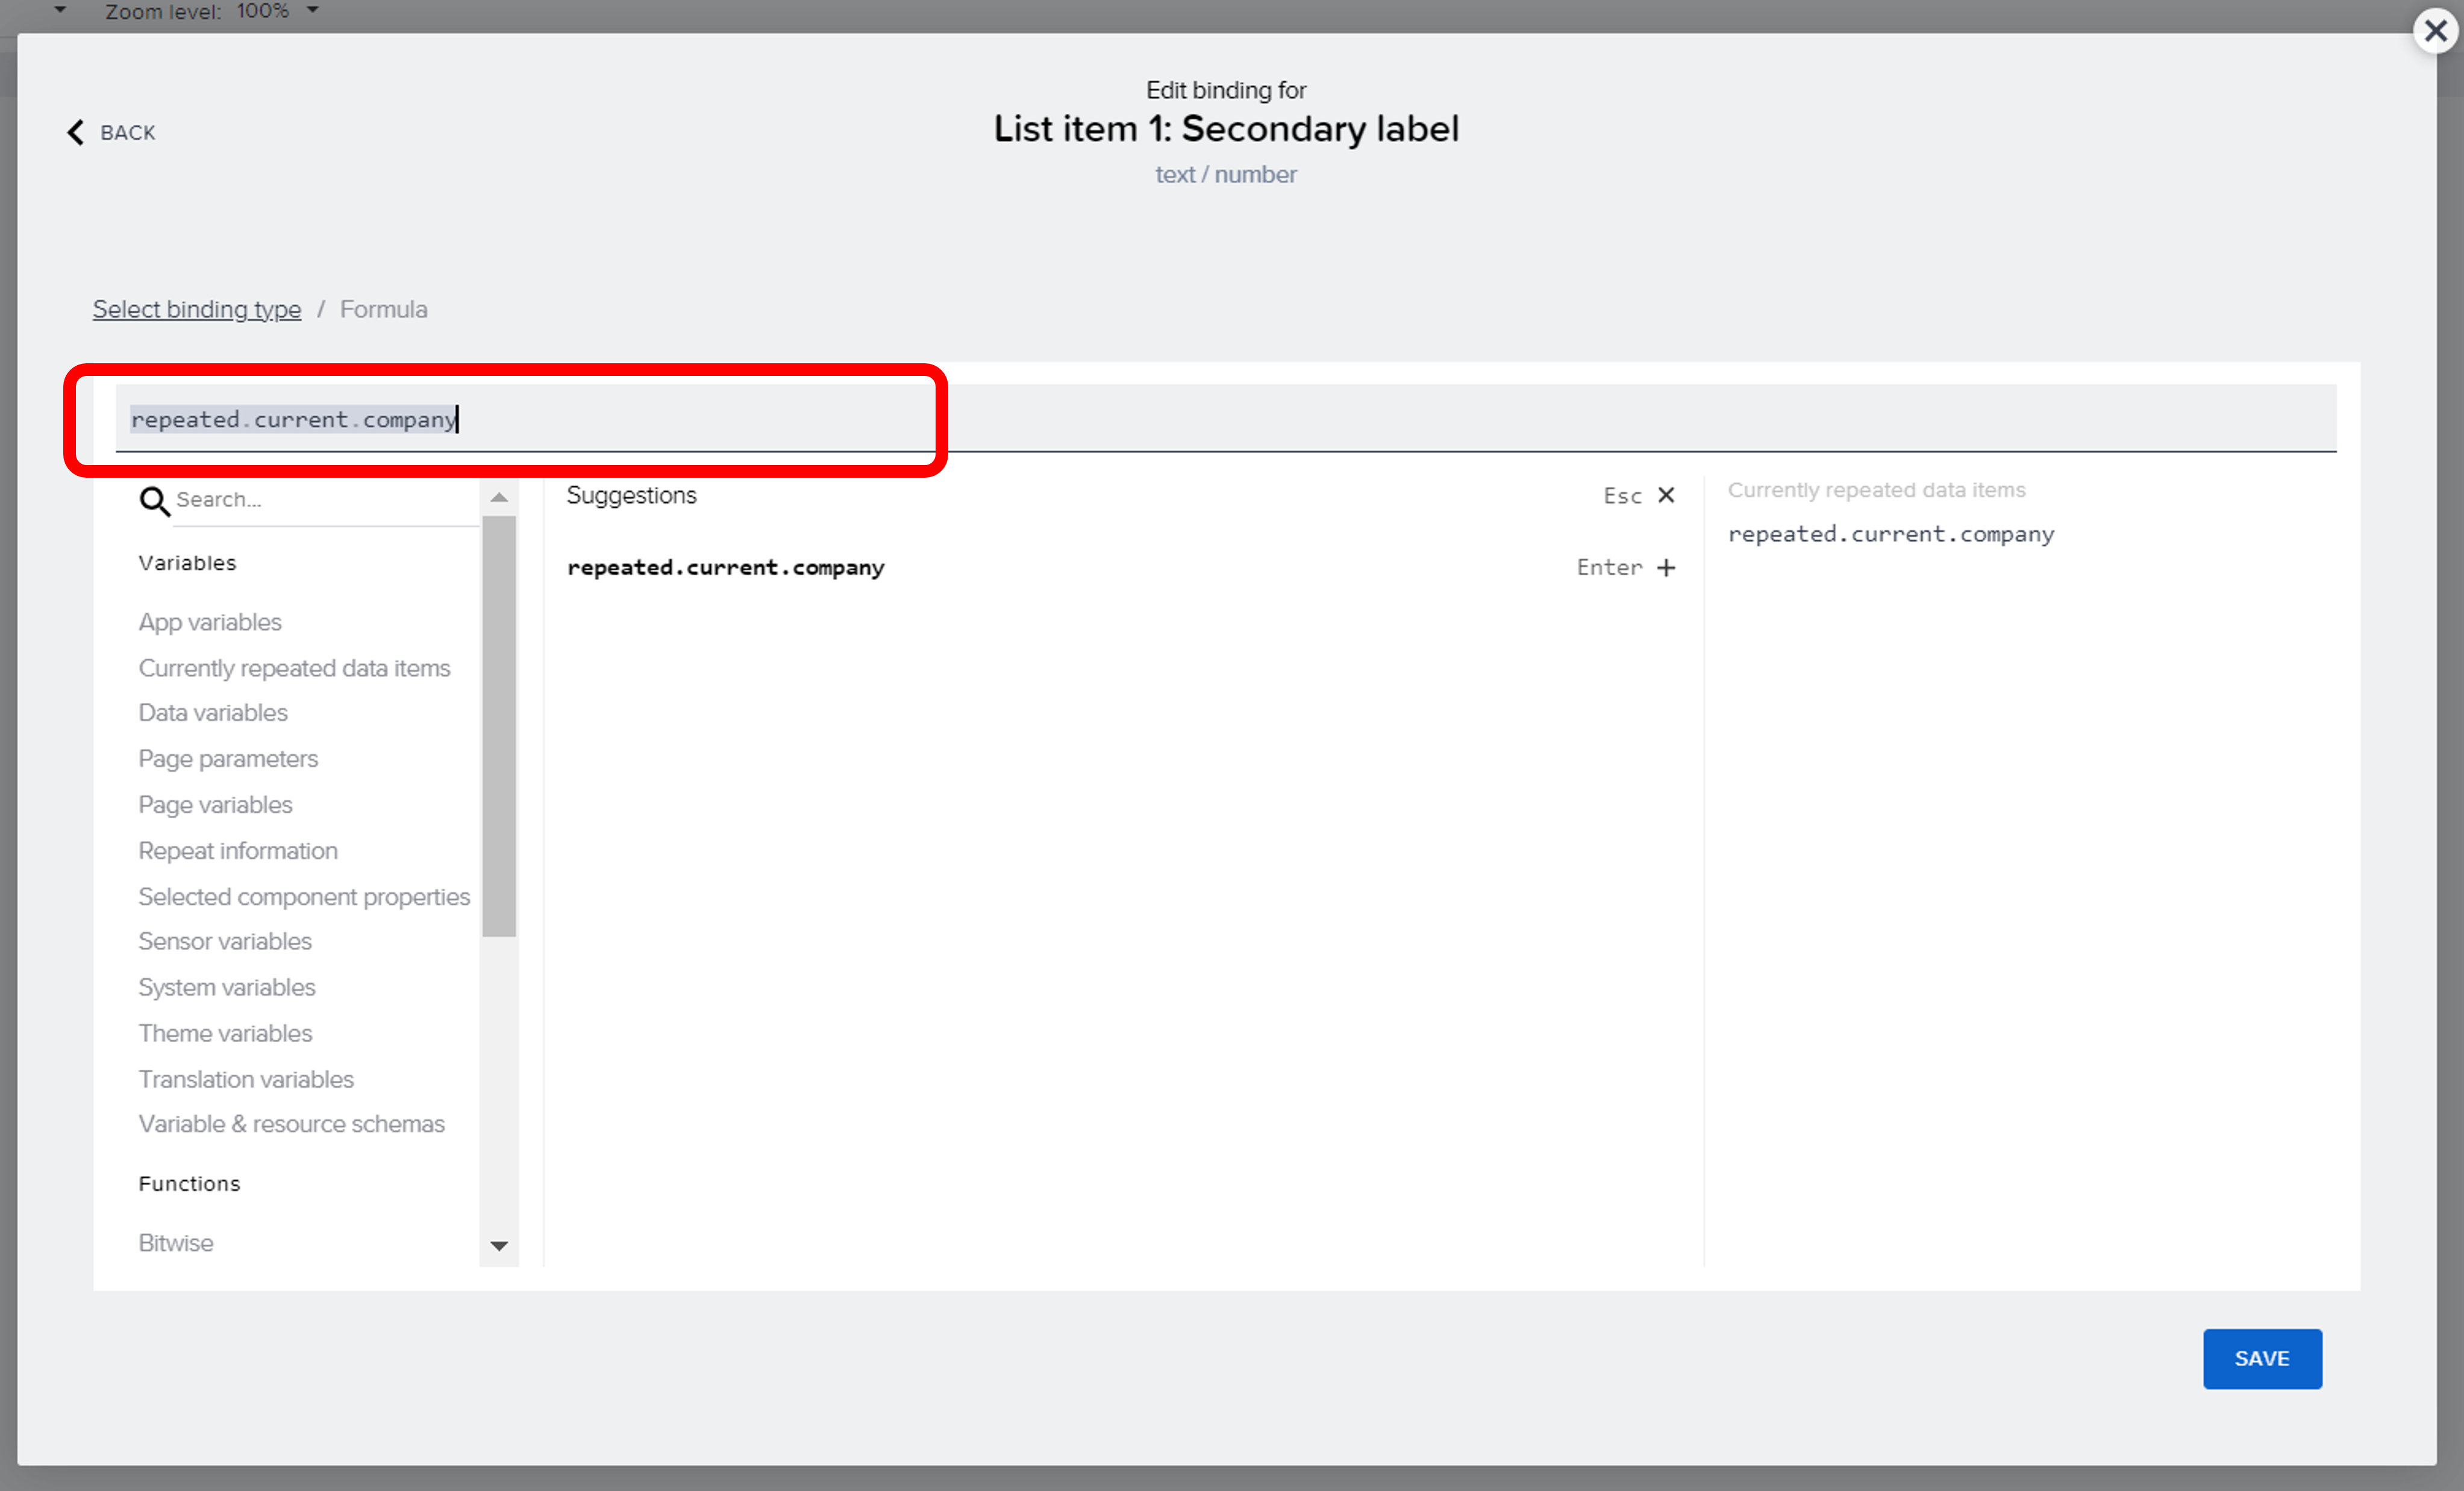 Zoom level: 100%
Edit binding for
BACK
List item 1: Secondary label
text / number
Select binding type / Formula
repeated.current.company
Search...
Suggestions
Esc
Currently repeated data items
repeated.current.company
repeated.current.company
Enter
Variables
App variables
Currently repeated data items
Data variables
Page parameters
Page variables
Repeat information
Selected component properties
Sensor variables
System variables
Theme variables
Translation variables
Variable & resource schemas
Functions
Bitwise
SAVE